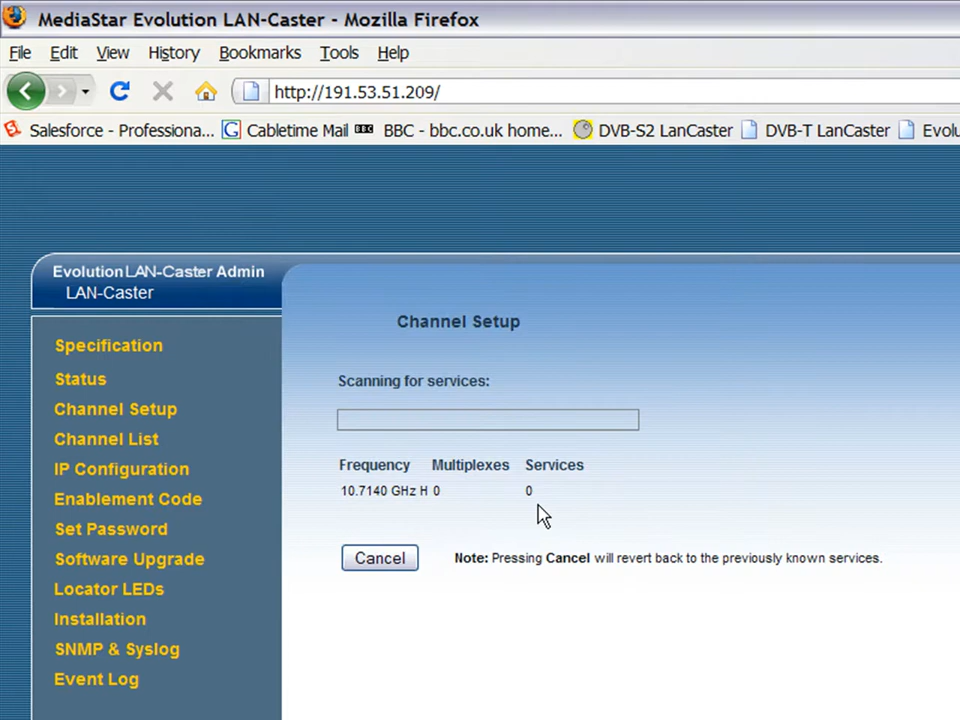 MediaStar Evolution LAN-Caster - Mozilla Firefox
File Edit View History Bookmarks Tools Help
http://191.53.51.209/
Salesforce - Professiona... Cabletime Mail BBC BBC - bbc.co.uk home... DVB-S2 LanCaster DVB-T LanCaster Evolu
Evolution LAN-Caster Admin
LAN-Caster
Specification
Status
Channel Setup
Channel List
IP Configuration
Enablement Code
Set Password
Software Upgrade
Locator LEDs
Installation
SNMP & Syslog
Event Log
Channel Setup
Scanning for services:
Frequency Multiplexes Services
10.7140 GHz H 0 0
Cancel Note: Pressing Cancel will revert back to the previously known services.